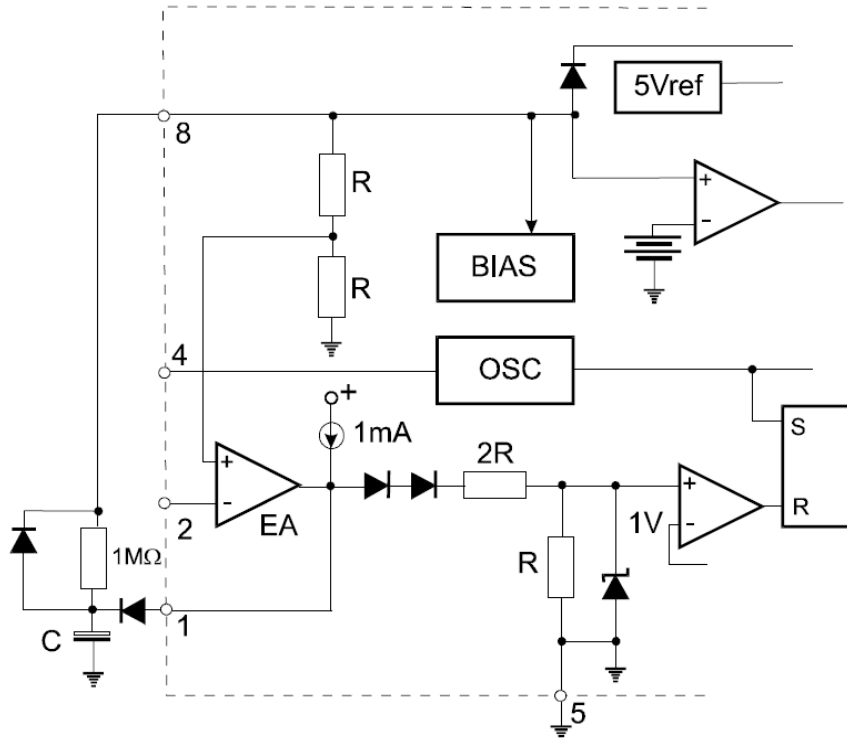 5Vref
8
R
+
-
R
BIAS
4
OSC
+
1mA
S
2R
+
+
-
EA
2
1V
-
R
1MΩ
R
1
C
5